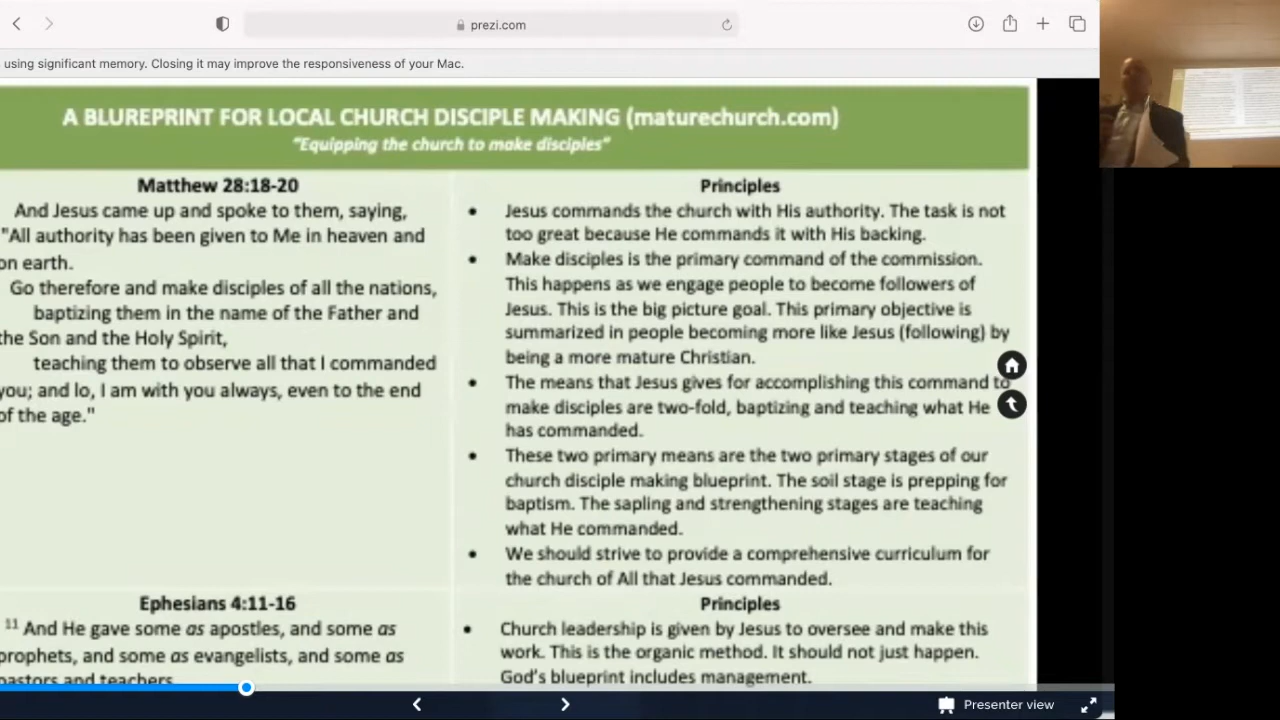 prezi.com
using significant memory. Closing it may improve the responsiveness of your Mac.
A BLUREPRINT FOR LOCAL CHURCH DISCIPLE MAKING (maturechurch.com)
"Equipping the church to make disciples"
Matthew 28:18-20
And Jesus came up and spoke to them, saying,
"All authority has been given to Me in heaven and
on earth.
Go therefore and make disciples of all the nations,
baptizing them in the name of the Father and
the Son and the Holy Spirit,
teaching them to observe all that I commanded
you; and lo, I am with you always, even to the end
of the age."
Principles
• Jesus commands the church with His authority. The task is not
too great because He commands it with His backing.
• Make disciples is the primary command of the commission.
This happens as we engage people to become followers of
Jesus. This is the big picture goal. This primary objective is
summarized in people becoming more like Jesus (following) by
being a more mature Christian.
• The means that Jesus gives for accomplishing this command to
make disciples are two-fold, baptizing and teaching what He
has commanded.
• These two primary means are the two primary stages of our
church disciple making blueprint. The soil stage is prepping for
baptism. The sapling and strengthening stages are teaching
what He commanded.
• We should strive to provide a comprehensive curriculum for
the church of All that Jesus commanded.
Ephesians 4:11-16
11 And He gave some as apostles, and some as
prophets, and some as evangelists, and some as
pastors and teachers
Principles
• Church leadership is given by Jesus to oversee and make this
work. This is the organic method. It should not just happen.
God's blueprint includes management.
Presenter view